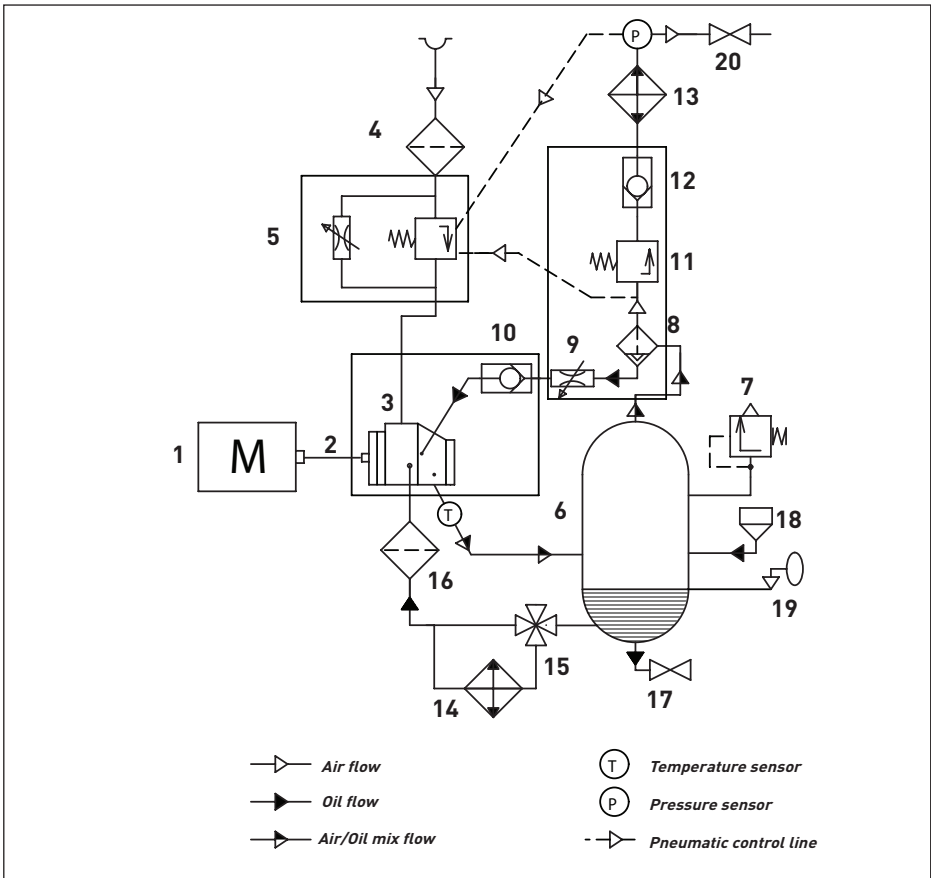 P
20
13
4
12
5
11
8
10
9
7
3
1
M
2
6
T
18
16
19
15
14
17
Air flow
T
Temperature sensor
Oil flow
P
Pressure sensor
Air/Oil mix flow
Pneumatic control line